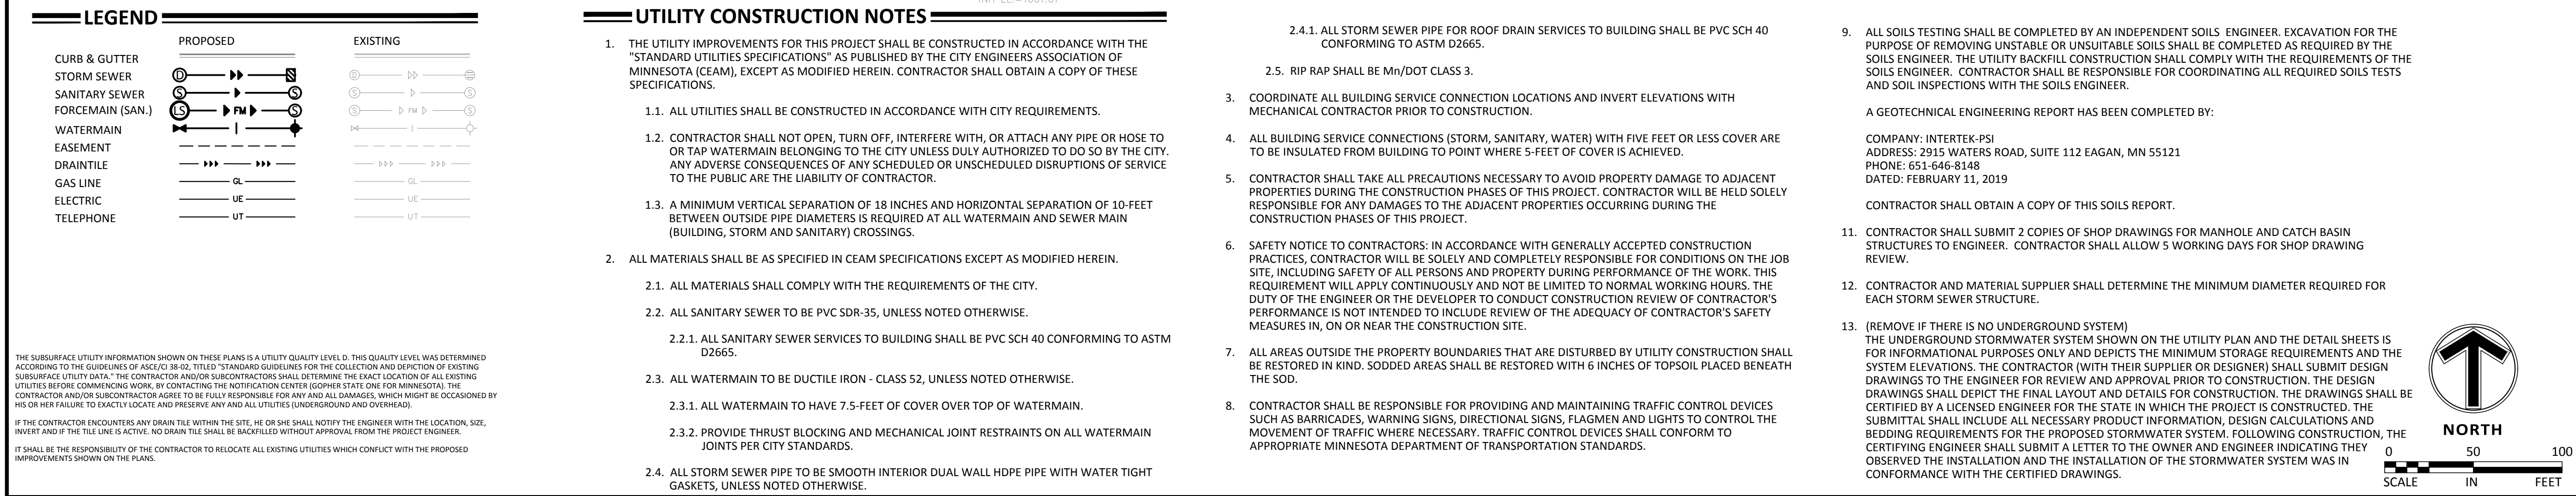 LEGEND
PROPOSED EXISTING
CURB & GUTTER
STORM SEWER D D
SANITARY SEWER S S S S
FORCEMAIN (SAN.) LS FM S S FM S
WATERMAIN
EASEMENT
DRAINTILE
GAS LINE GL GL
ELECTRIC UE UE
TELEPHONE UT UT
THE SUBSURFACE UTILITY INFORMATION SHOWN ON THESE PLANS IS A UTILITY QUALITY LEVEL D. THIS QUALITY LEVEL WAS DETERMINED
ACCORDING TO THE GUIDELINES OF ASCE/CI 38-02, TITLED "STANDARD GUIDELINES FOR THE COLLECTION AND DEPICTION OF EXISTING
SUBSURFACE UTILITY DATA." THE CONTRACTOR AND/OR SUBCONTRACTORS SHALL DETERMINE THE EXACT LOCATION OF ALL EXISTING
UTILITIES BEFORE COMMENCING WORK, BY CONTACTING THE NOTIFICATION CENTER (GOPHER STATE ONE FOR MINNESOTA). THE
CONTRACTOR AND/OR SUBCONTRACTOR AGREE TO BE FULLY RESPONSIBLE FOR ANY AND ALL DAMAGES, WHICH MIGHT BE OCCASIONED BY
HIS OR HER FAILURE TO EXACTLY LOCATE AND PRESERVE ANY AND ALL UTILITIES (UNDERGROUND AND OVERHEAD).
IF THE CONTRACTOR ENCOUNTERS ANY DRAIN TILE WITHIN THE SITE, HE OR SHE SHALL NOTIFY THE ENGINEER WITH THE LOCATION, SIZE,
INVERT AND IF THE TILE LINE IS ACTIVE. NO DRAIN TILE SHALL BE BACKFILLED WITHOUT APPROVAL FROM THE PROJECT ENGINEER.
IT SHALL BE THE RESPONSIBILITY OF THE CONTRACTOR TO RELOCATE ALL EXISTING UTILITIES WHICH CONFLICT WITH THE PROPOSED
IMPROVEMENTS SHOWN ON THE PLANS.
UTILITY CONSTRUCTION NOTES
1. THE UTILITY IMPROVEMENTS FOR THIS PROJECT SHALL BE CONSTRUCTED IN ACCORDANCE WITH THE
"STANDARD UTILITIES SPECIFICATIONS" AS PUBLISHED BY THE CITY ENGINEERS ASSOCIATION OF
MINNESOTA (CEAM), EXCEPT AS MODIFIED HEREIN. CONTRACTOR SHALL OBTAIN A COPY OF THESE
SPECIFICATIONS.
1.1. ALL UTILITIES SHALL BE CONSTRUCTED IN ACCORDANCE WITH CITY REQUIREMENTS.
1.2. CONTRACTOR SHALL NOT OPEN, TURN OFF, INTERFERE WITH, OR ATTACH ANY PIPE OR HOSE TO
OR TAP WATERMAIN BELONGING TO THE CITY UNLESS DULY AUTHORIZED TO DO SO BY THE CITY.
ANY ADVERSE CONSEQUENCES OF ANY SCHEDULED OR UNSCHEDULED DISRUPTIONS OF SERVICE
TO THE PUBLIC ARE THE LIABILITY OF CONTRACTOR.
1.3. A MINIMUM VERTICAL SEPARATION OF 18 INCHES AND HORIZONTAL SEPARATION OF 10-FEET
BETWEEN OUTSIDE PIPE DIAMETERS IS REQUIRED AT ALL WATERMAIN AND SEWER MAIN
(BUILDING, STORM AND SANITARY) CROSSINGS.
2. ALL MATERIALS SHALL BE AS SPECIFIED IN CEAM SPECIFICATIONS EXCEPT AS MODIFIED HEREIN.
2.1. ALL MATERIALS SHALL COMPLY WITH THE REQUIREMENTS OF THE CITY.
2.2. ALL SANITARY SEWER TO BE PVC SDR-35, UNLESS NOTED OTHERWISE.
2.2.1. ALL SANITARY SEWER SERVICES TO BUILDING SHALL BE PVC SCH 40 CONFORMING TO ASTM
D2665.
2.3. ALL WATERMAIN TO BE DUCTILE IRON - CLASS 52, UNLESS NOTED OTHERWISE.
2.3.1. ALL WATERMAIN TO HAVE 7.5-FEET OF COVER OVER TOP OF WATERMAIN.
2.3.2. PROVIDE THRUST BLOCKING AND MECHANICAL JOINT RESTRAINTS ON ALL WATERMAIN
JOINTS PER CITY STANDARDS.
2.4. ALL STORM SEWER PIPE TO BE SMOOTH INTERIOR DUAL WALL HDPE PIPE WITH WATER TIGHT
GASKETS, UNLESS NOTED OTHERWISE.
2.4.1. ALL STORM SEWER PIPE FOR ROOF DRAIN SERVICES TO BUILDING SHALL BE PVC SCH 40
CONFORMING TO ASTM D2665.
2.5. RIP RAP SHALL BE Mn/DOT CLASS 3.
3. COORDINATE ALL BUILDING SERVICE CONNECTION LOCATIONS AND INVERT ELEVATIONS WITH
MECHANICAL CONTRACTOR PRIOR TO CONSTRUCTION.
4. ALL BUILDING SERVICE CONNECTIONS (STORM, SANITARY, WATER) WITH FIVE FEET OR LESS COVER ARE
TO BE INSULATED FROM BUILDING TO POINT WHERE 5-FEET OF COVER IS ACHIEVED.
5. CONTRACTOR SHALL TAKE ALL PRECAUTIONS NECESSARY TO AVOID PROPERTY DAMAGE TO ADJACENT
PROPERTIES DURING THE CONSTRUCTION PHASES OF THIS PROJECT. CONTRACTOR WILL BE HELD SOLELY
RESPONSIBLE FOR ANY DAMAGES TO THE ADJACENT PROPERTIES OCCURRING DURING THE
CONSTRUCTION PHASES OF THIS PROJECT.
6. SAFETY NOTICE TO CONTRACTORS: IN ACCORDANCE WITH GENERALLY ACCEPTED CONSTRUCTION
PRACTICES, CONTRACTOR WILL BE SOLELY AND COMPLETELY RESPONSIBLE FOR CONDITIONS ON THE JOB
SITE, INCLUDING SAFETY OF ALL PERSONS AND PROPERTY DURING PERFORMANCE OF THE WORK. THIS
REQUIREMENT WILL APPLY CONTINUOUSLY AND NOT BE LIMITED TO NORMAL WORKING HOURS. THE
DUTY OF THE ENGINEER OR THE DEVELOPER TO CONDUCT CONSTRUCTION REVIEW OF CONTRACTOR'S
PERFORMANCE IS NOT INTENDED TO INCLUDE REVIEW OF THE ADEQUACY OF CONTRACTOR'S SAFETY
MEASURES IN, ON OR NEAR THE CONSTRUCTION SITE.
7. ALL AREAS OUTSIDE THE PROPERTY BOUNDARIES THAT ARE DISTURBED BY UTILITY CONSTRUCTION SHALL
BE RESTORED IN KIND. SODDED AREAS SHALL BE RESTORED WITH 6 INCHES OF TOPSOIL PLACED BENEATH
THE SOD.
8. CONTRACTOR SHALL BE RESPONSIBLE FOR PROVIDING AND MAINTAINING TRAFFIC CONTROL DEVICES
SUCH AS BARRICADES, WARNING SIGNS, DIRECTIONAL SIGNS, FLAGMEN AND LIGHTS TO CONTROL THE
MOVEMENT OF TRAFFIC WHERE NECESSARY. TRAFFIC CONTROL DEVICES SHALL CONFORM TO
APPROPRIATE MINNESOTA DEPARTMENT OF TRANSPORTATION STANDARDS.
9. ALL SOILS TESTING SHALL BE COMPLETED BY AN INDEPENDENT SOILS ENGINEER. EXCAVATION FOR THE
PURPOSE OF REMOVING UNSTABLE OR UNSUITABLE SOILS SHALL BE COMPLETED AS REQUIRED BY THE
SOILS ENGINEER. THE UTILITY BACKFILL CONSTRUCTION SHALL COMPLY WITH THE REQUIREMENTS OF THE
SOILS ENGINEER. CONTRACTOR SHALL BE RESPONSIBLE FOR COORDINATING ALL REQUIRED SOILS TESTS
AND SOIL INSPECTIONS WITH THE SOILS ENGINEER.
A GEOTECHNICAL ENGINEERING REPORT HAS BEEN COMPLETED BY:
COMPANY: INTERTEK-PSI
ADDRESS: 2915 WATERS ROAD, SUITE 112 EAGAN, MN 55121
PHONE: 651-646-8148
DATED: FEBRUARY 11, 2019
CONTRACTOR SHALL OBTAIN A COPY OF THIS SOILS REPORT.
11. CONTRACTOR SHALL SUBMIT 2 COPIES OF SHOP DRAWINGS FOR MANHOLE AND CATCH BASIN
STRUCTURES TO ENGINEER. CONTRACTOR SHALL ALLOW 5 WORKING DAYS FOR SHOP DRAWING
REVIEW.
12. CONTRACTOR AND MATERIAL SUPPLIER SHALL DETERMINE THE MINIMUM DIAMETER REQUIRED FOR
EACH STORM SEWER STRUCTURE.
13. (REMOVE IF THERE IS NO UNDERGROUND SYSTEM)
THE UNDERGROUND STORMWATER SYSTEM SHOWN ON THE UTILITY PLAN AND THE DETAIL SHEETS IS
FOR INFORMATIONAL PURPOSES ONLY AND DEPICTS THE MINIMUM STORAGE REQUIREMENTS AND THE
SYSTEM ELEVATIONS. THE CONTRACTOR (WITH THEIR SUPPLIER OR DESIGNER) SHALL SUBMIT DESIGN
DRAWINGS TO THE ENGINEER FOR REVIEW AND APPROVAL PRIOR TO CONSTRUCTION. THE DESIGN
DRAWINGS SHALL DEPICT THE FINAL LAYOUT AND DETAILS FOR CONSTRUCTION. THE DRAWINGS SHALL BE
CERTIFIED BY A LICENSED ENGINEER FOR THE STATE IN WHICH THE PROJECT IS CONSTRUCTED. THE
SUBMITTAL SHALL INCLUDE ALL NECESSARY PRODUCT INFORMATION, DESIGN CALCULATIONS AND
BEDDING REQUIREMENTS FOR THE PROPOSED STORMWATER SYSTEM. FOLLOWING CONSTRUCTION, THE
CERTIFYING ENGINEER SHALL SUBMIT A LETTER TO THE OWNER AND ENGINEER INDICATING THEY
OBSERVED THE INSTALLATION AND THE INSTALLATION OF THE STORMWATER SYSTEM WAS IN
CONFORMANCE WITH THE CERTIFIED DRAWINGS.
NORTH
0 50 100
SCALE IN FEET